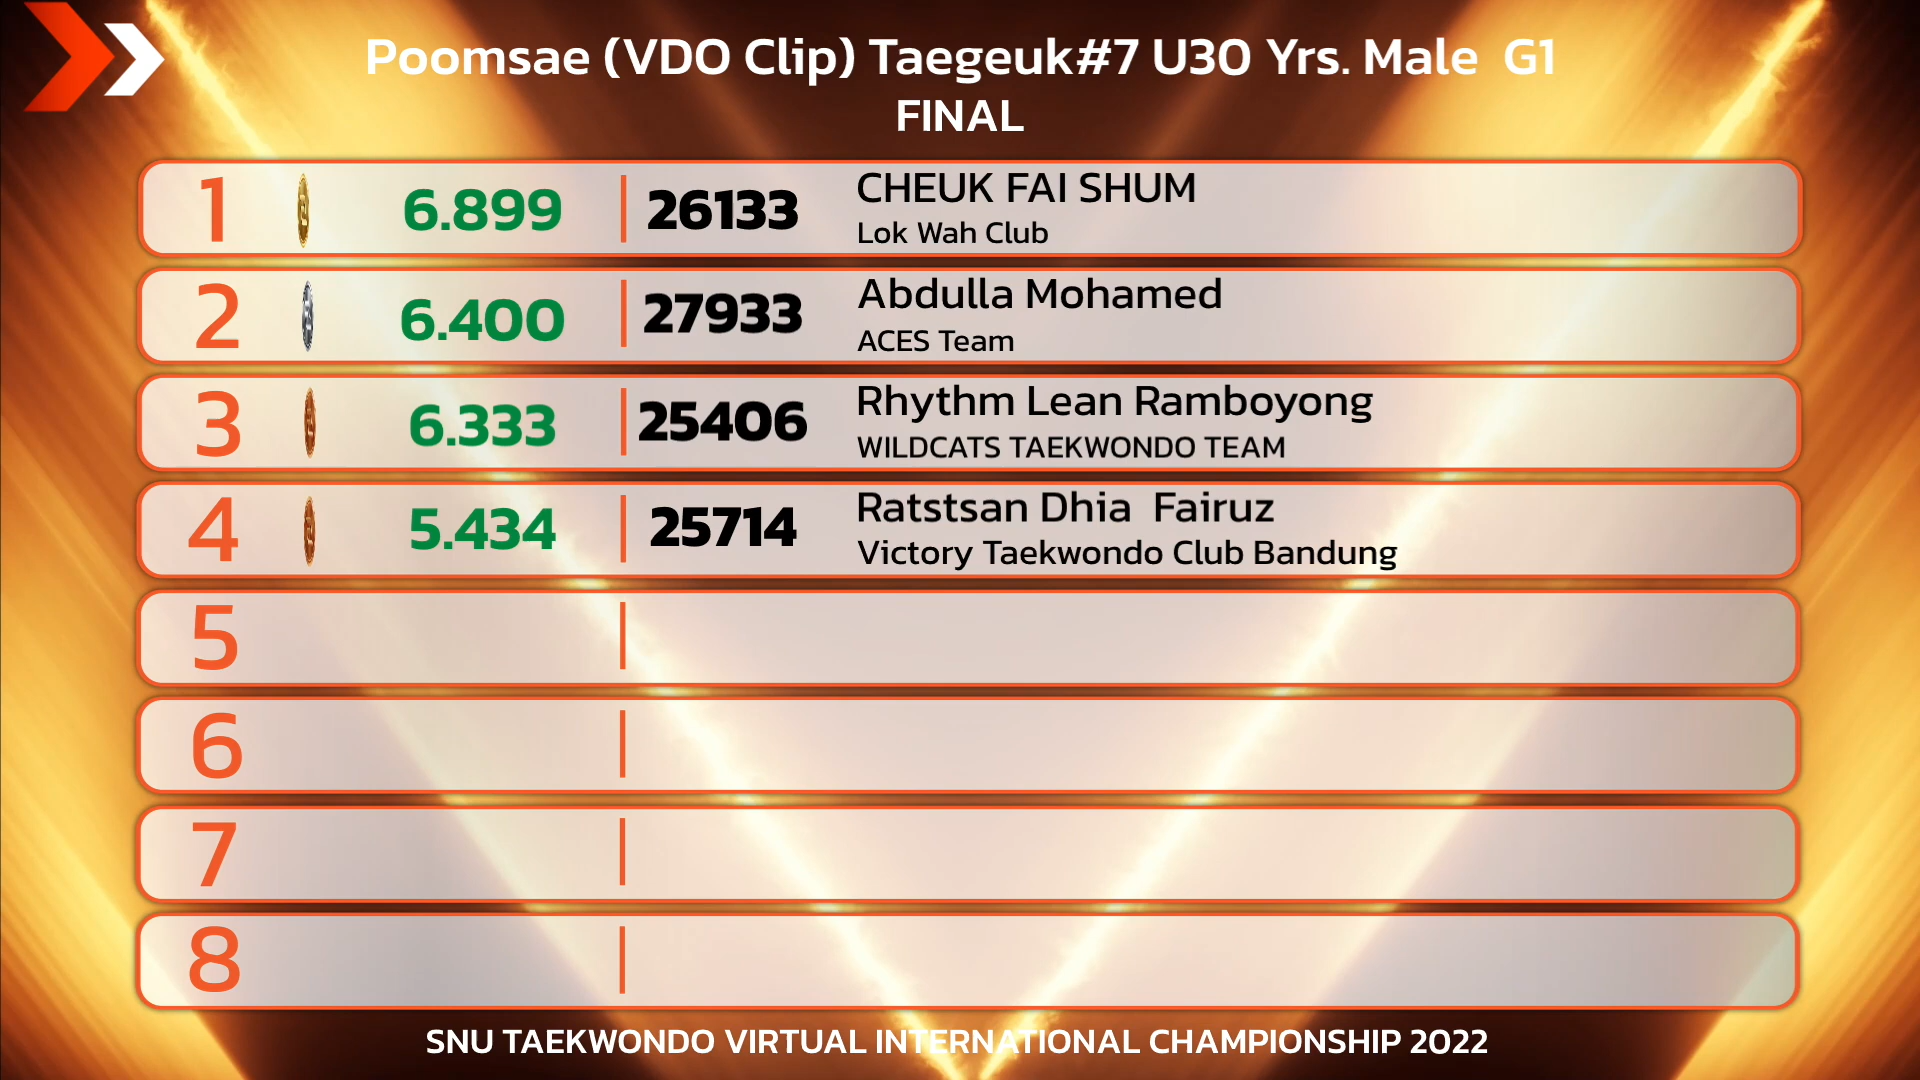 Poomsae (VDO Clip) Taegeuk#7 U30 Yrs. Male G1
FINAL
1 6.899 26133 CHEUK FAI SHUM
Lok Wah Club
2 6.400 27933 Abdulla Mohamed
ACES Team
3 6.333 25406 Rhythm Lean Ramboyong
WILDCATS TAEKWONDO TEAM
4 5.434 25714 Ratstsan Dhia Fairuz
Victory Taekwondo Club Bandung
5
6
7
8
SNU TAEKWONDO VIRTUAL INTERNATIONAL CHAMPIONSHIP 2022